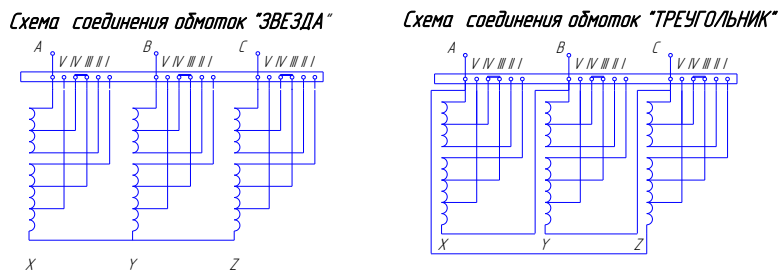 Схема соединения обмоток "ЗВЕЗДА"
A V IV III II I B V IV III II I C V IV III II I
X Y Z
Схема соединения обмоток "ТРЕУГОЛЬНИК"
A V IV III II I B V IV III II I C V IV III II I
X Y Z